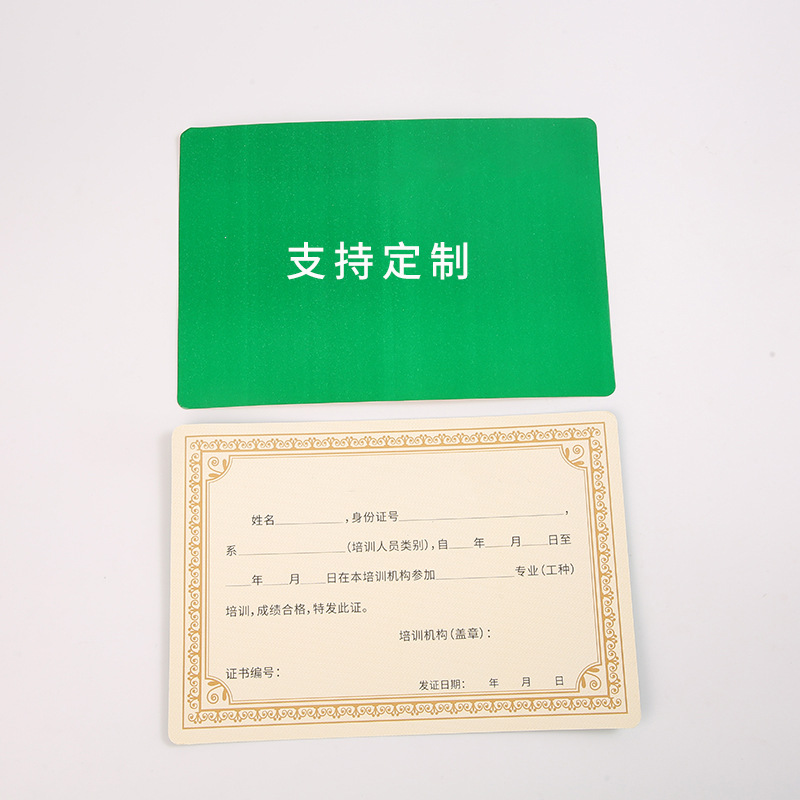 支持定制
姓名__________,身份证号________________________,
系________________(培训人员类别),自____年____月____日至
____年____月____日在本培训机构参加____________专业(工种)
培训,成绩合格,特发此证。
培训机构(盖章):
证书编号:
发证日期: 年 月 日